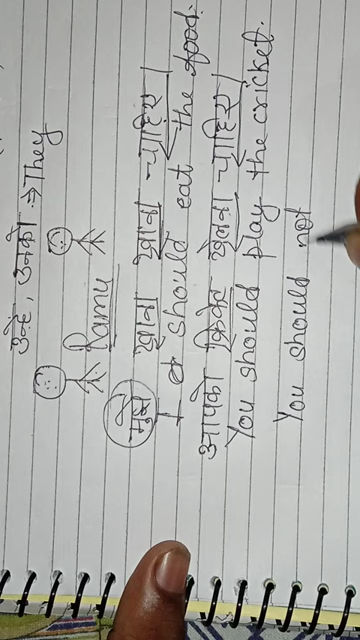 उन्हे, उनको ⇒ They
Ramu
मुझे खाना खाना चाहिए।
I should eat the food.
आपको क्रिकेट खेलना चाहिए।
You should play the cricket.
You should not